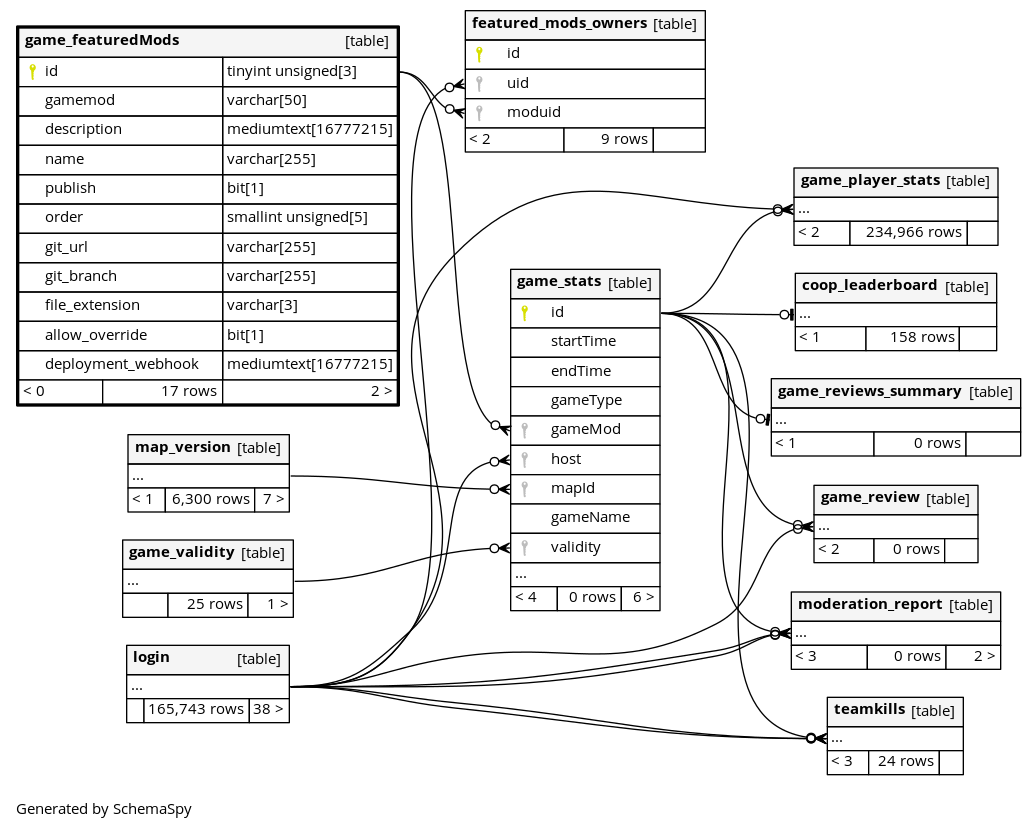 game_featuredMods [table]
id tinyint unsigned[3]
gamemod varchar[50]
description mediumtext[16777215]
name varchar[255]
publish bit[1]
order smallint unsigned[5]
git_url varchar[255]
git_branch varchar[255]
file_extension varchar[3]
allow_override bit[1]
deployment_webhook mediumtext[16777215]
< 0 17 rows 2 >
featured_mods_owners [table]
id
uid
moduid
< 2 9 rows
game_player_stats [table]
...
< 2 234,966 rows
game_stats [table]
id
startTime
endTime
gameType
gameMod
host
mapId
gameName
validity
...
< 4 0 rows 6 >
coop_leaderboard [table]
...
< 1 158 rows
game_reviews_summary [table]
...
< 1 0 rows
map_version [table]
...
< 1 6,300 rows 7 >
game_review [table]
...
< 2 0 rows
game_validity [table]
...
25 rows 1 >
moderation_report [table]
...
< 3 0 rows 2 >
login [table]
...
165,743 rows 38 >
teamkills [table]
...
< 3 24 rows
Generated by SchemaSpy